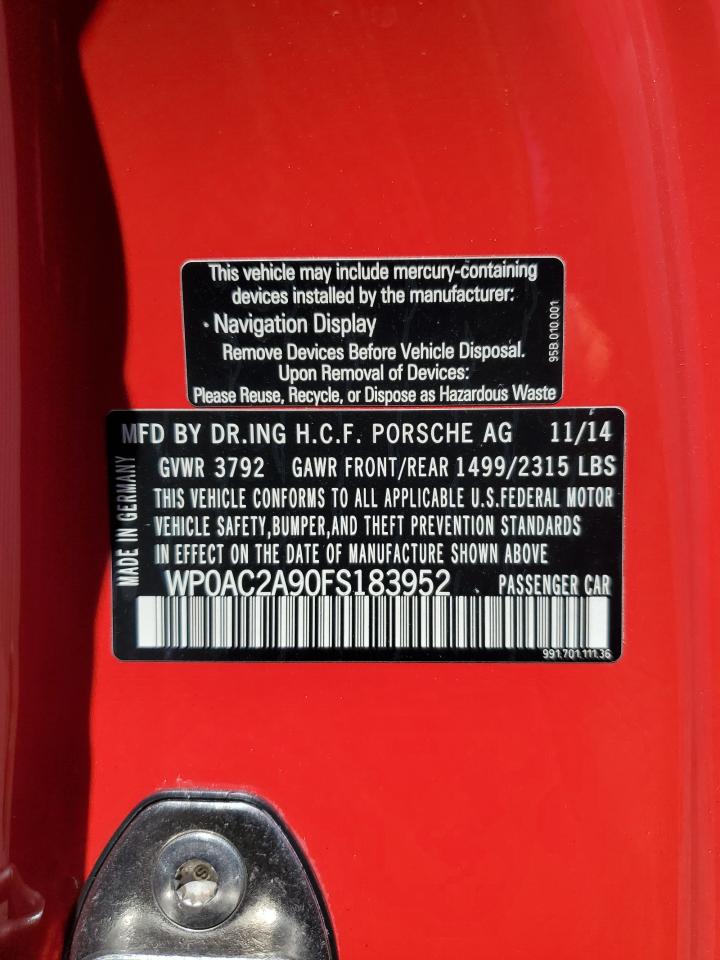 This vehicle may include mercury-containing
devices installed by the manufacturer:
· Navigation Display
Remove Devices Before Vehicle Disposal.
Upon Removal of Devices:
Please Reuse, Recycle, or Dispose as Hazardous Waste
95B.010.001
MFD BY DR.ING H.C.F. PORSCHE AG 11/14
GVWR 3792 GAWR FRONT/REAR 1499/2315 LBS
THIS VEHICLE CONFORMS TO ALL APPLICABLE U.S.FEDERAL MOTOR
VEHICLE SAFETY,BUMPER,AND THEFT PREVENTION STANDARDS
IN EFFECT ON THE DATE OF MANUFACTURE SHOWN ABOVE.
MADE IN GERMANY
WP0AC2A90FS183952 PASSENGER CAR
991.701.111.36